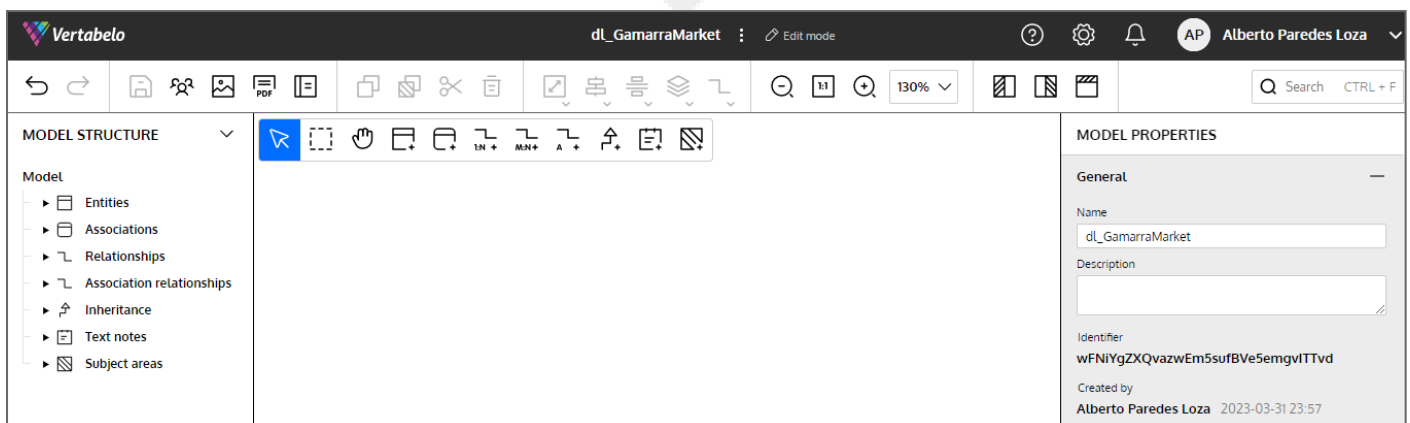 Vertabelo
dl_GamarraMarket
Edit mode
AP
Alberto Paredes Loza
PDF
1:1
130%
Search CTRL + F
MODEL STRUCTURE
Model
Entities
Associations
Relationships
Association relationships
Inheritance
Text notes
Subject areas
1:N +
M:N+
A +
MODEL PROPERTIES
General
Name
dl_GamarraMarket
Description
Identifier
wFNiYgZXQvazwEm5sufBVe5emgvITTvd
Created by
Alberto Paredes Loza 2023-03-31 23:57